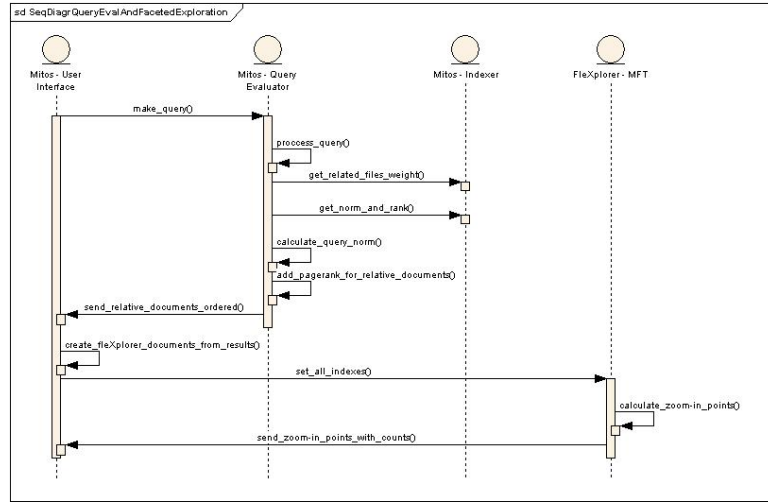 sd SeqDiagrQueryEvalAndFacetedExploration
Mitos - User
Interface
Mitos - Query
Evaluator
Mitos - Indexer
FleXplorer - MFT
make_query()
proccess_query()
get_related_files_weight()
get_norm_and_rank()
calculate_query_norm()
add_pagerank_for_relative_documents()
send_relative_documents_ordered()
create_fleXplorer_documents_from_results()
set_all_indexes()
calculate_zoom-in_points()
send_zoom-in_points_with_counts()